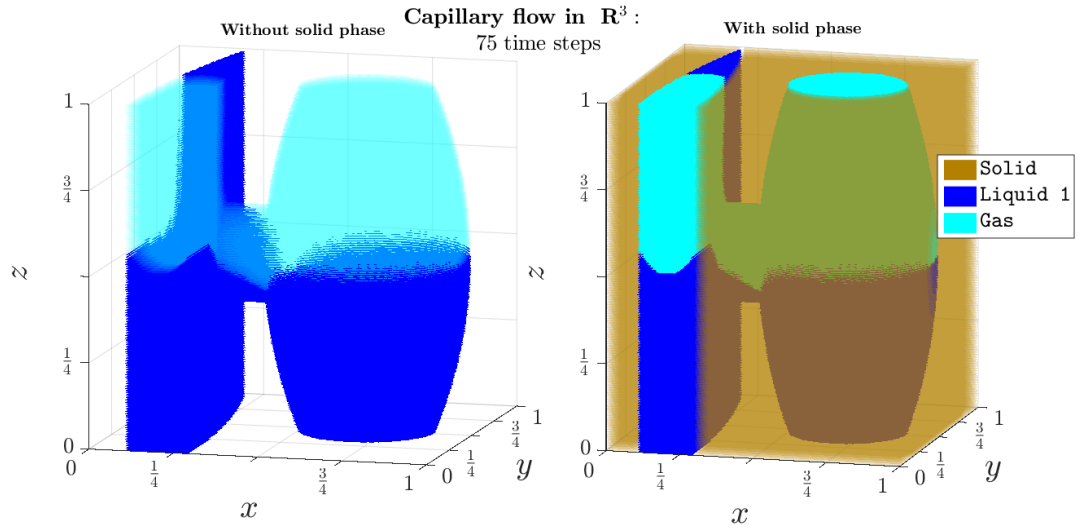 Capillary flow in R³ :
75 time steps
Without solid phase
1
3/4
z
1/4
0
0
1/4
x
3/4
1
0
1/4
y
3/4
1
With solid phase
1
3/4
z
1/4
0
0
1/4
x
3/4
1
0
1/4
y
3/4
1
Solid
Liquid 1
Gas